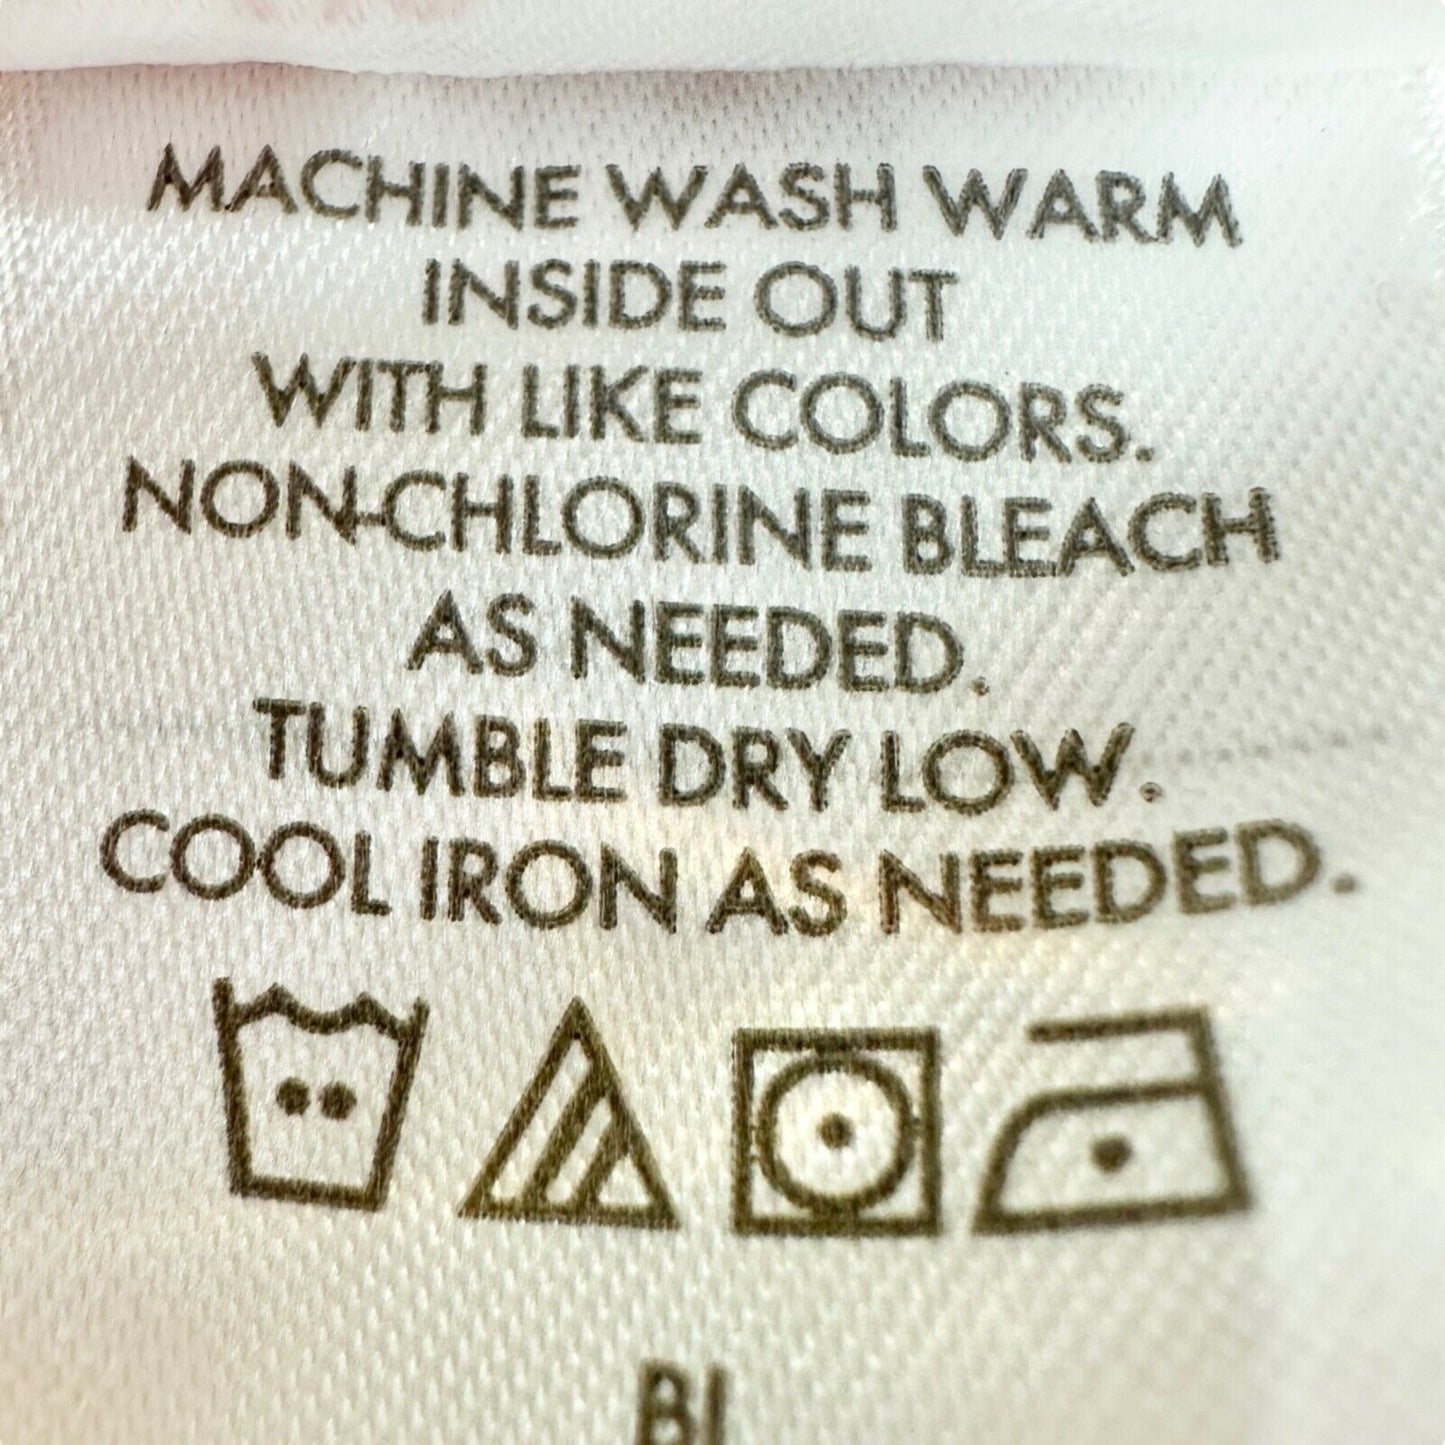 MACHINE WASH WARM
INSIDE OUT
WITH LIKE COLORS.
NON-CHLORINE BLEACH
AS NEEDED.
TUMBLE DRY LOW.
COOL IRON AS NEEDED.